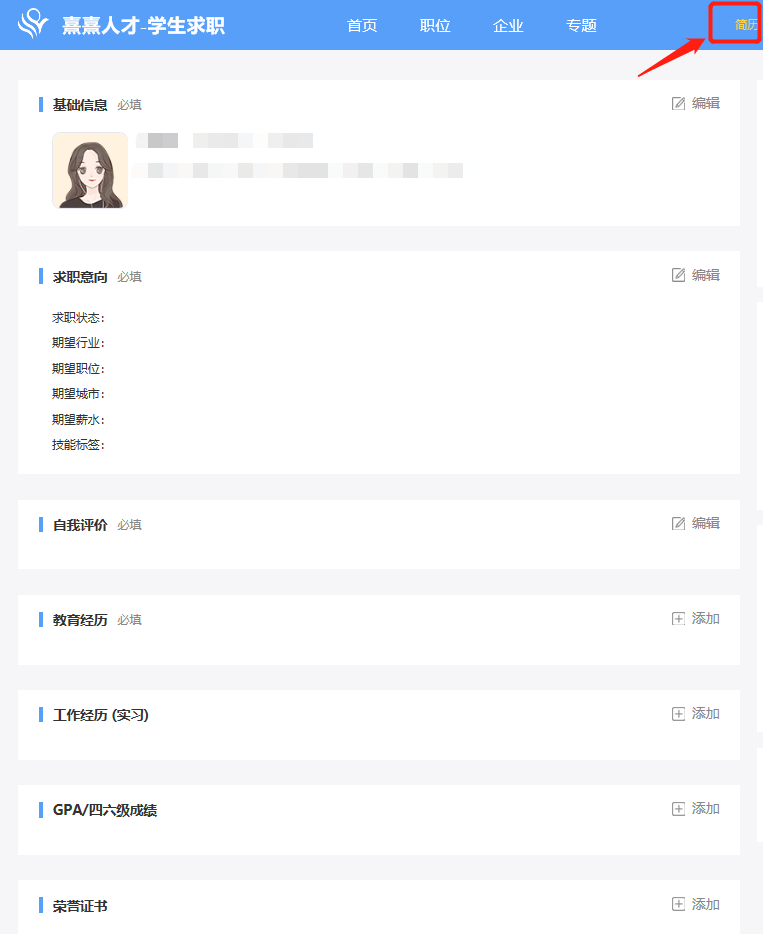 熹熹人才-学生求职 首页 职位 企业 专题 简历
基础信息 必填 编辑
求职意向 必填 编辑
求职状态：
期望行业：
期望职位：
期望城市：
期望薪水：
技能标签：
自我评价 必填 编辑
教育经历 必填 添加
工作经历 (实习) 添加
GPA/四六级成绩 添加
荣誉证书 添加